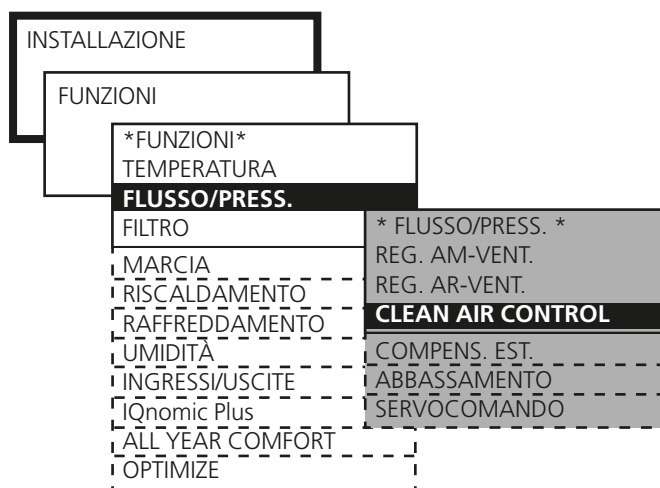 INSTALLAZIONE
FUNZIONI
*FUNZIONI*
TEMPERATURA
FLUSSO/PRESS.
FILTRO
MARCIA
RISCALDAMENTO
RAFFREDDAMENTO
UMIDITÀ
INGRESSI/USCITE
IQnomic Plus
ALL YEAR COMFORT
OPTIMIZE
* FLUSSO/PRESS. *
REG. AM-VENT.
REG. AR-VENT.
CLEAN AIR CONTROL
COMPENS. EST.
ABBASSAMENTO
SERVOCOMANDO